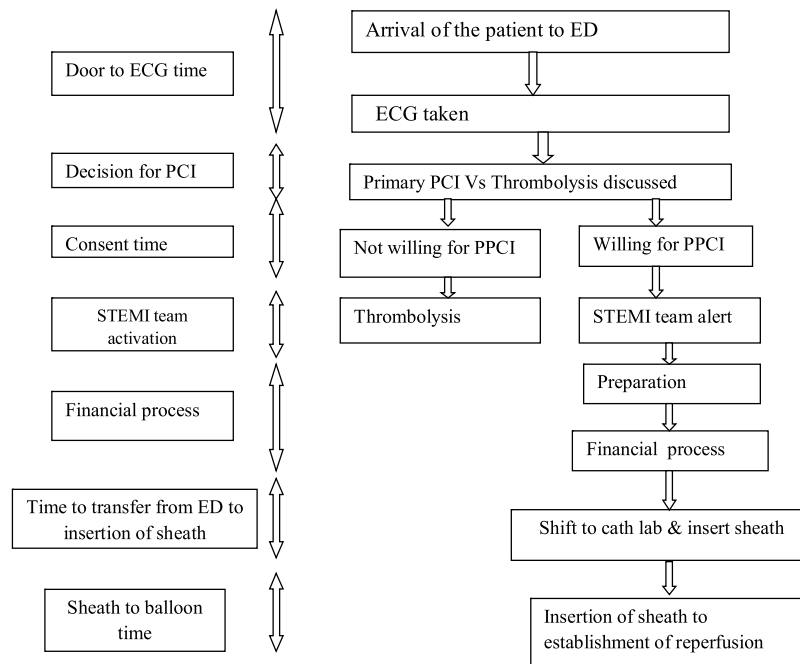 Door to ECG time
Decision for PCI
Consent time
STEMI team
activation
Financial process
Time to transfer from ED to
insertion of sheath
Sheath to balloon
time
Arrival of the patient to ED
ECG taken
Primary PCI Vs Thrombolysis discussed
Not willing for PPCI
Thrombolysis
Willing for PPCI
STEMI team alert
Preparation
Financial process
Shift to cath lab & insert sheath
Insertion of sheath to
establishment of reperfusion